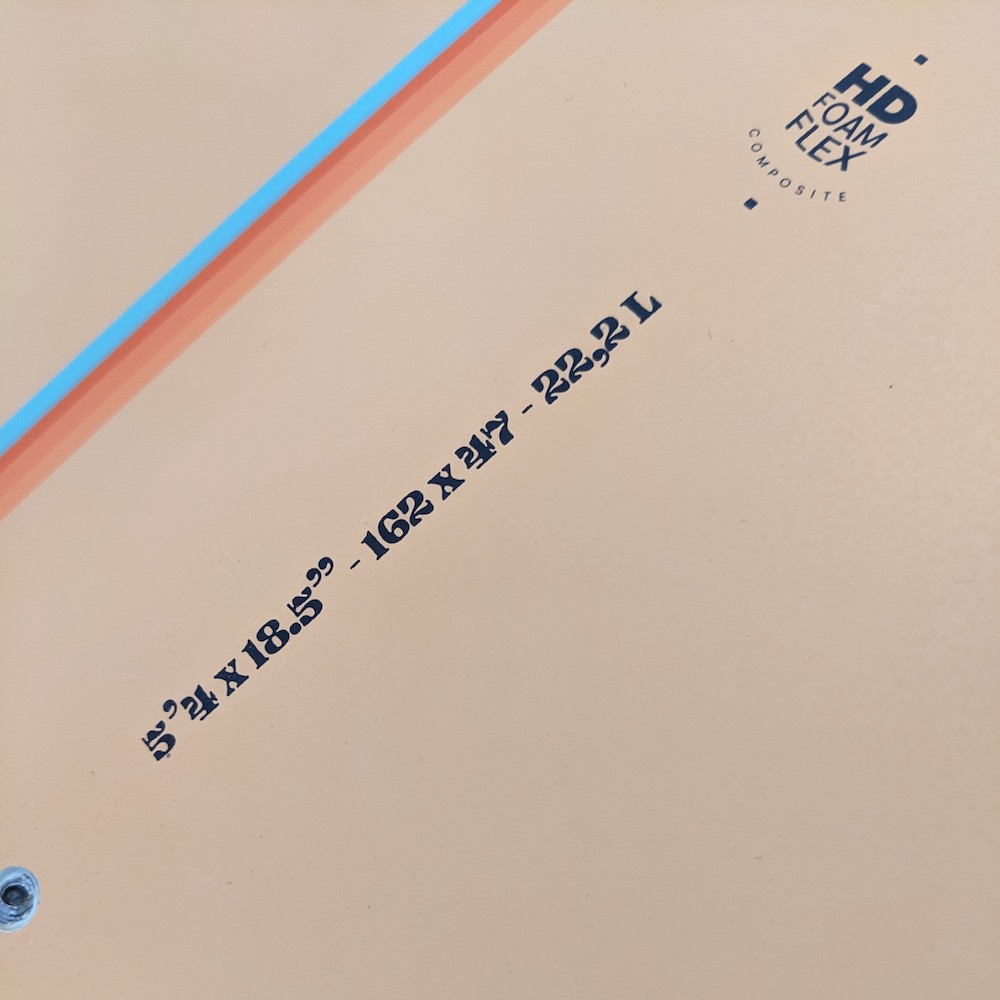 HD
FOAM
FLEX
COMPOSITE
5’4 X 18.5” - 162 X 47 - 22,2 L